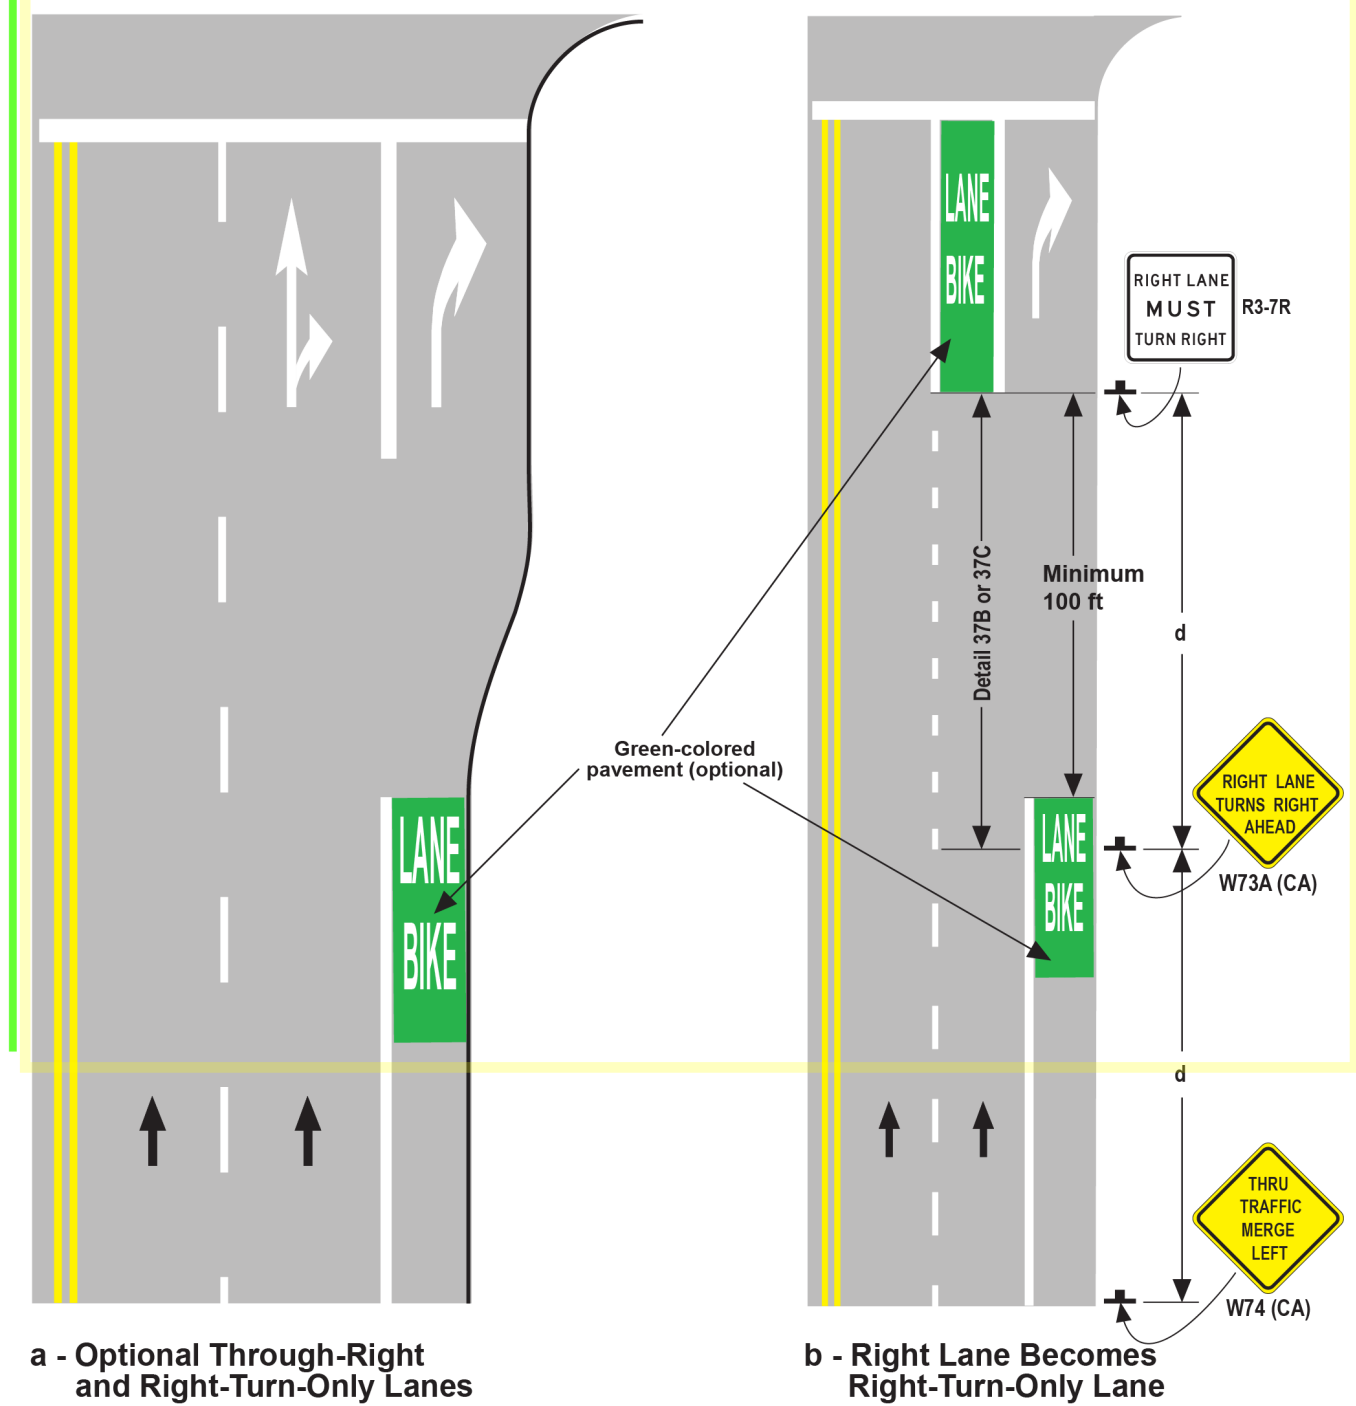 LANE
BIKE
RIGHT LANE
MUST
TURN RIGHT
R3-7R
Detail 37B or 37C
Minimum
100 ft
d
Green-colored
pavement (optional)
RIGHT LANE
TURNS RIGHT
AHEAD
W73A (CA)
LANE
BIKE
LANE
BIKE
d
THRU
TRAFFIC
MERGE
LEFT
W74 (CA)
a - Optional Through-Right
and Right-Turn-Only Lanes
b - Right Lane Becomes
Right-Turn-Only Lane